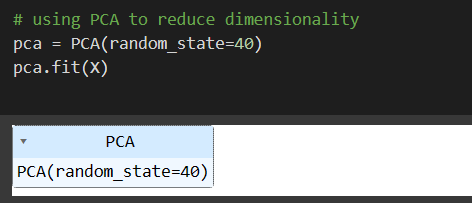 # using PCA to reduce dimensionality
pca = PCA(random_state=40)
pca.fit(X)
▾ PCA
PCA(random_state=40)